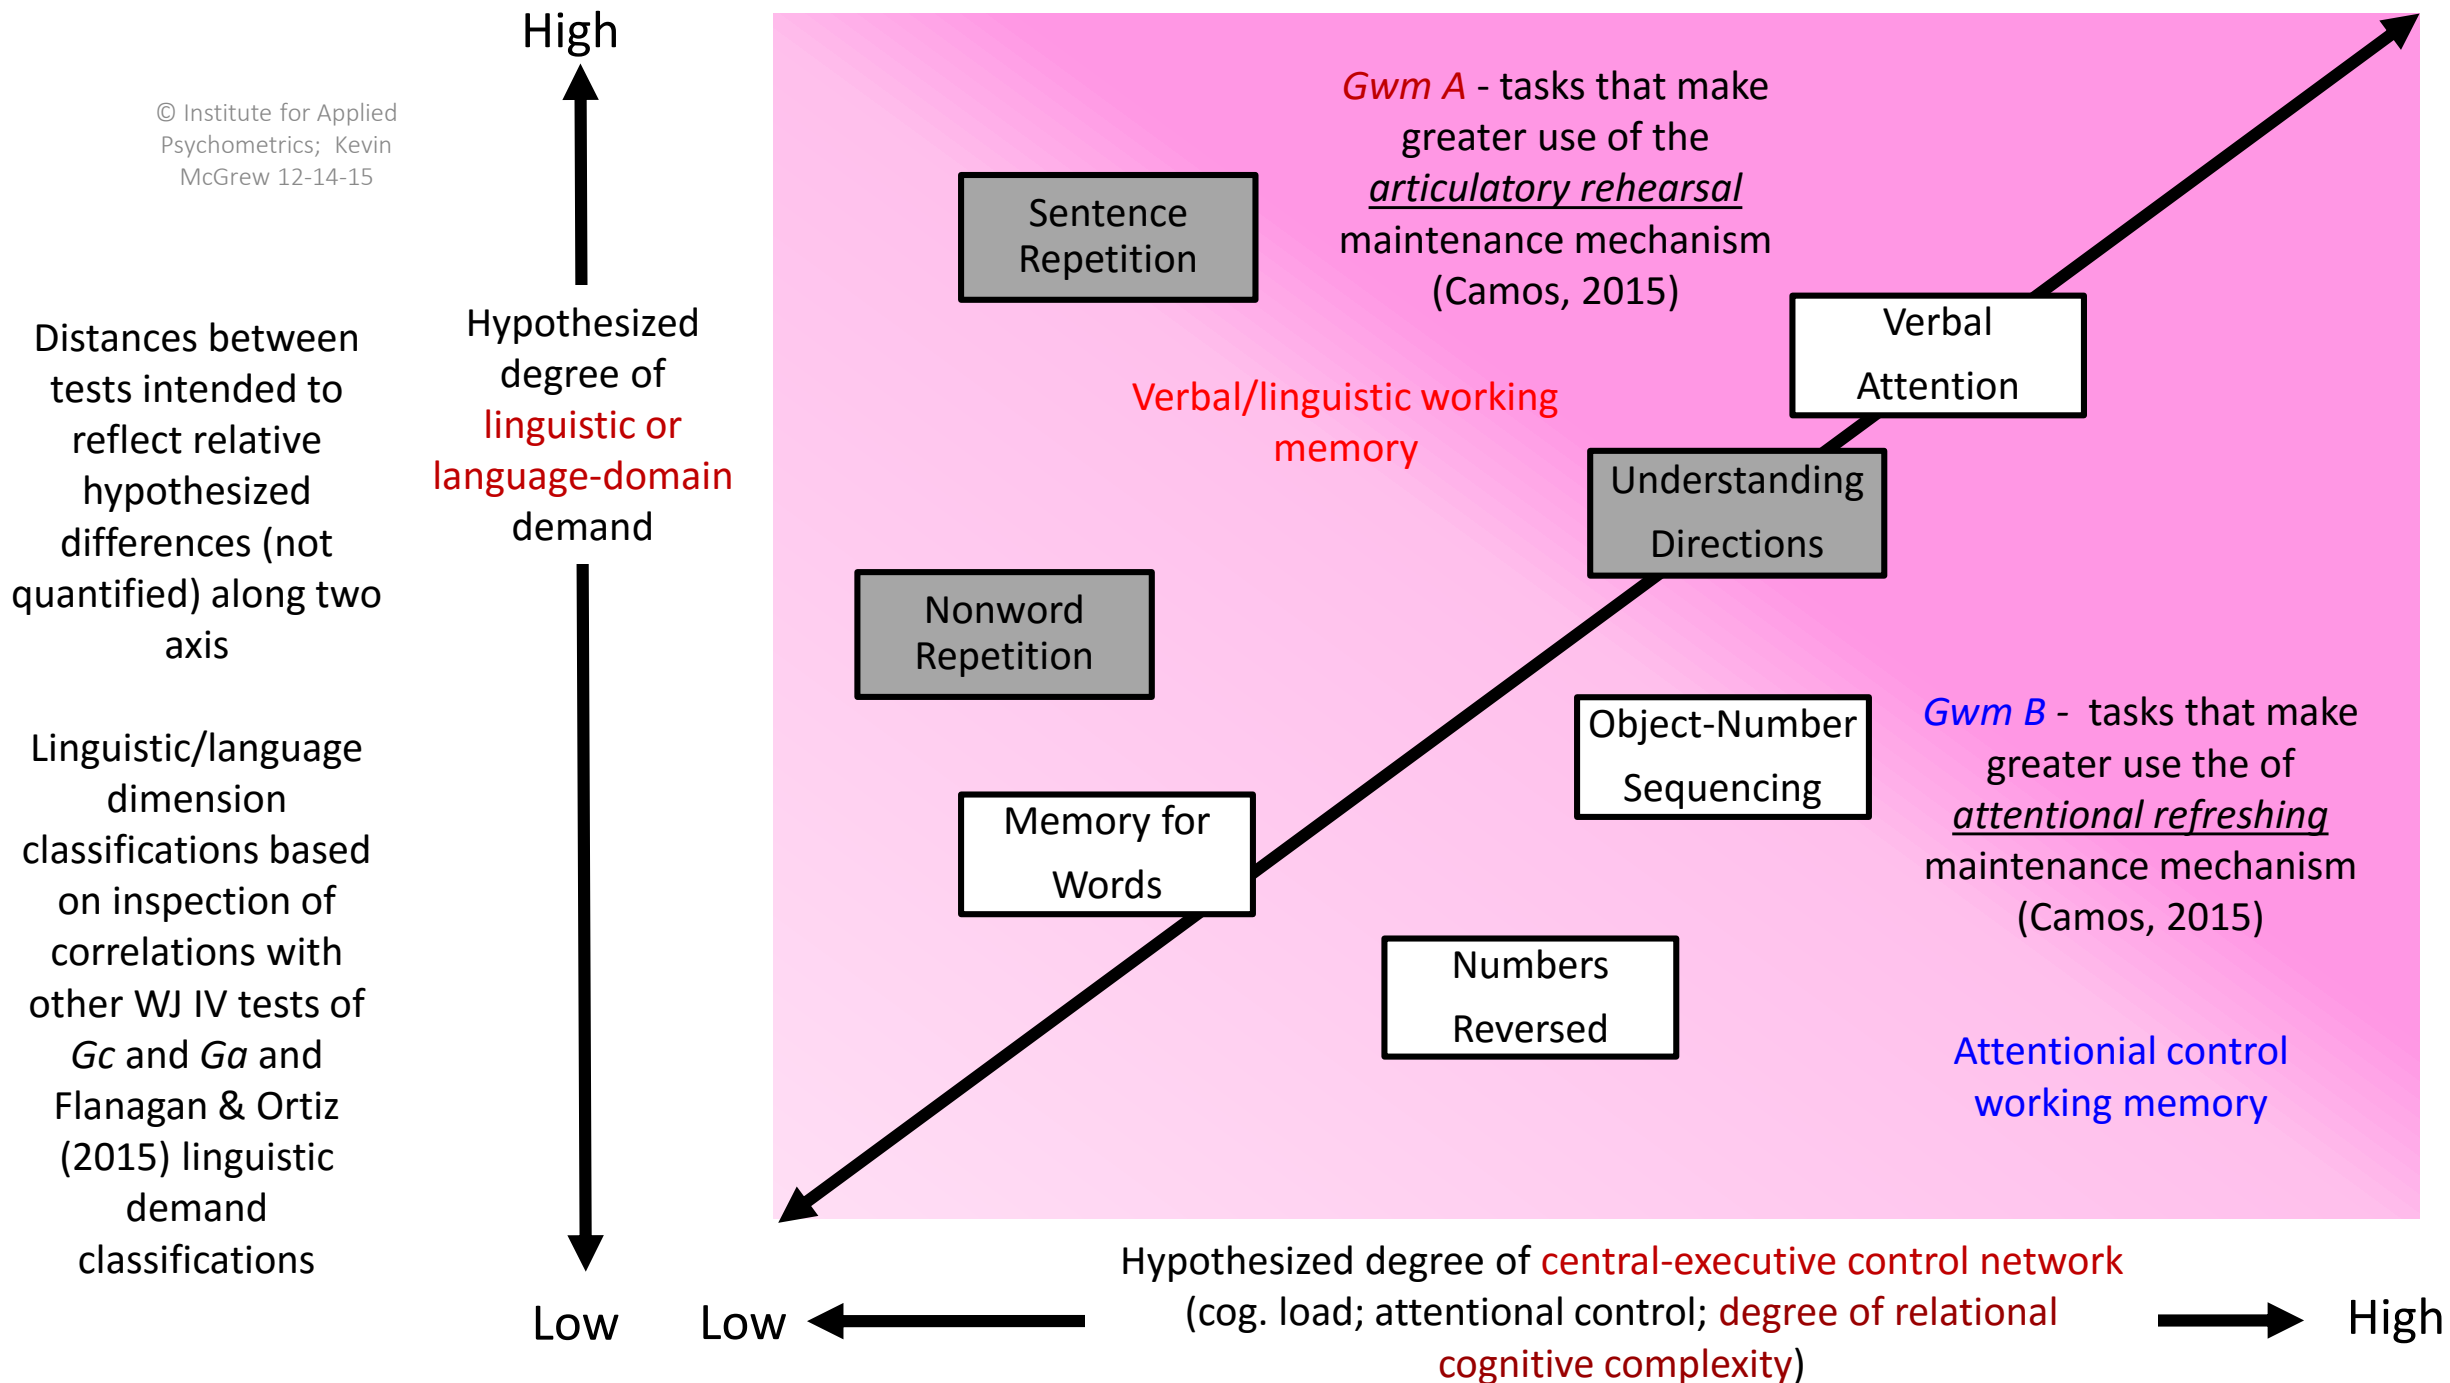 High
© Institute for Applied
Psychometrics; Kevin
McGrew 12-14-15
Distances between
tests intended to
reflect relative
hypothesized
differences (not
quantified) along two
axis
Linguistic/language
dimension
classifications based
on inspection of
correlations with
other WJ IV tests of
Gc and Ga and
Flanagan & Ortiz
(2015) linguistic
demand
classifications
Hypothesized
degree of
linguistic or
language-domain
demand
Low
Gwm A - tasks that make
greater use of the
articulatory rehearsal
maintenance mechanism
(Camos, 2015)
Sentence
Repetition
Verbal
Attention
Verbal/linguistic working
memory
Understanding
Directions
Nonword
Repetition
Object-Number
Sequencing
Gwm B - tasks that make
greater use the of
attentional refreshing
maintenance mechanism
(Camos, 2015)
Memory for
Words
Numbers
Reversed
Attentionial control
working memory
Low
Hypothesized degree of central-executive control network
(cog. load; attentional control; degree of relational
cognitive complexity)
High